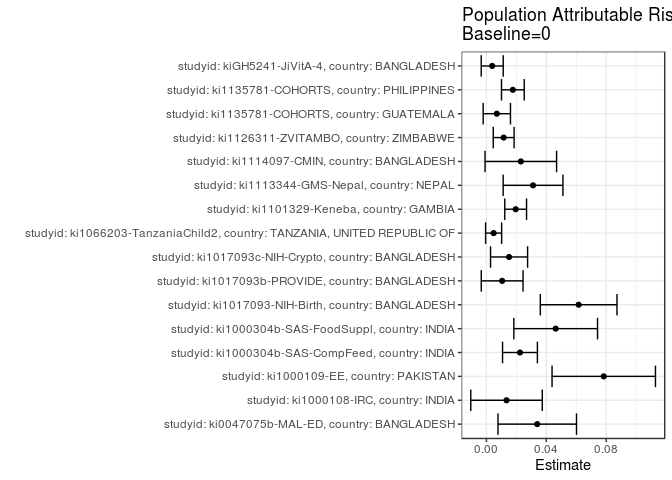 Population Attributable Ris
Baseline=0
studyid: kiGH5241-JiVitA-4, country: BANGLADESH
studyid: ki1135781-COHORTS, country: PHILIPPINES
studyid: ki1135781-COHORTS, country: GUATEMALA
studyid: ki1126311-ZVITAMBO, country: ZIMBABWE
studyid: ki1114097-CMIN, country: BANGLADESH
studyid: ki1113344-GMS-Nepal, country: NEPAL
studyid: ki1101329-Keneba, country: GAMBIA
studyid: ki1066203-TanzaniaChild2, country: TANZANIA, UNITED REPUBLIC OF
studyid: ki1017093c-NIH-Crypto, country: BANGLADESH
studyid: ki1017093b-PROVIDE, country: BANGLADESH
studyid: ki1017093-NIH-Birth, country: BANGLADESH
studyid: ki1000304b-SAS-FoodSuppl, country: INDIA
studyid: ki1000304b-SAS-CompFeed, country: INDIA
studyid: ki1000109-EE, country: PAKISTAN
studyid: ki1000108-IRC, country: INDIA
studyid: ki0047075b-MAL-ED, country: BANGLADESH
0.00 0.04 0.08
Estimate